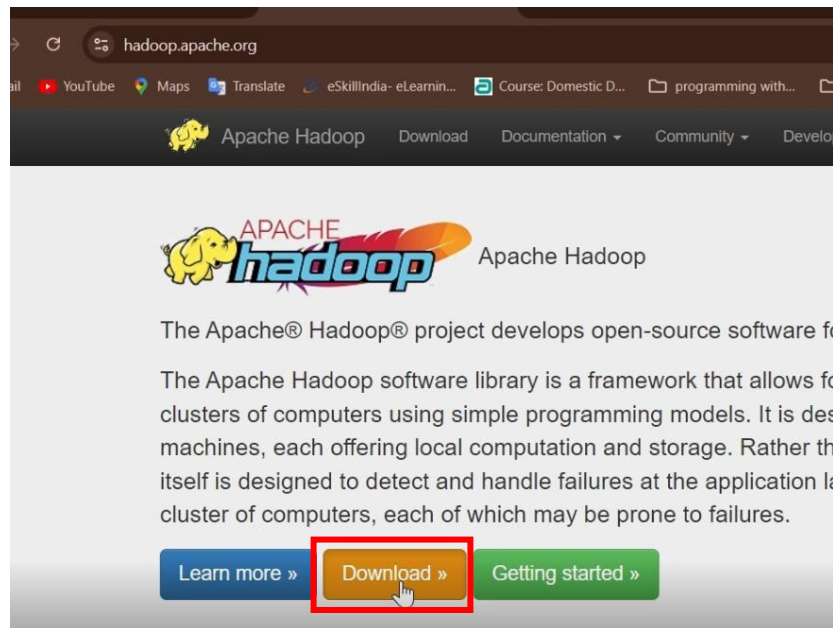 hadoop.apache.org
ail YouTube Maps Translate eSkillIndia- eLearnin... Course: Domestic D... programming with...
Apache Hadoop Download Documentation Community Develo
APACHE
hadoop
Apache Hadoop
The Apache® Hadoop® project develops open-source software fo
The Apache Hadoop software library is a framework that allows fo
clusters of computers using simple programming models. It is des
machines, each offering local computation and storage. Rather th
itself is designed to detect and handle failures at the application la
cluster of computers, each of which may be prone to failures.
Learn more » Download » Getting started »